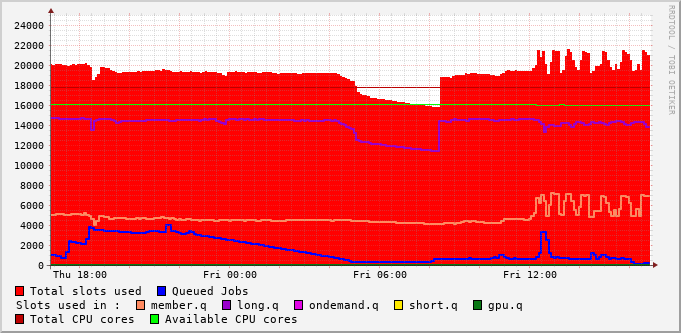 24000
22000
20000
18000
16000
14000
12000
10000
8000
6000
4000
2000
0
Thu 18:00 Fri 00:00 Fri 06:00 Fri 12:00
RRDTOOL / TOBI OETIKER
Total slots used Queued Jobs
Slots used in : member.q long.q ondemand.q short.q gpu.q
Total CPU cores Available CPU cores